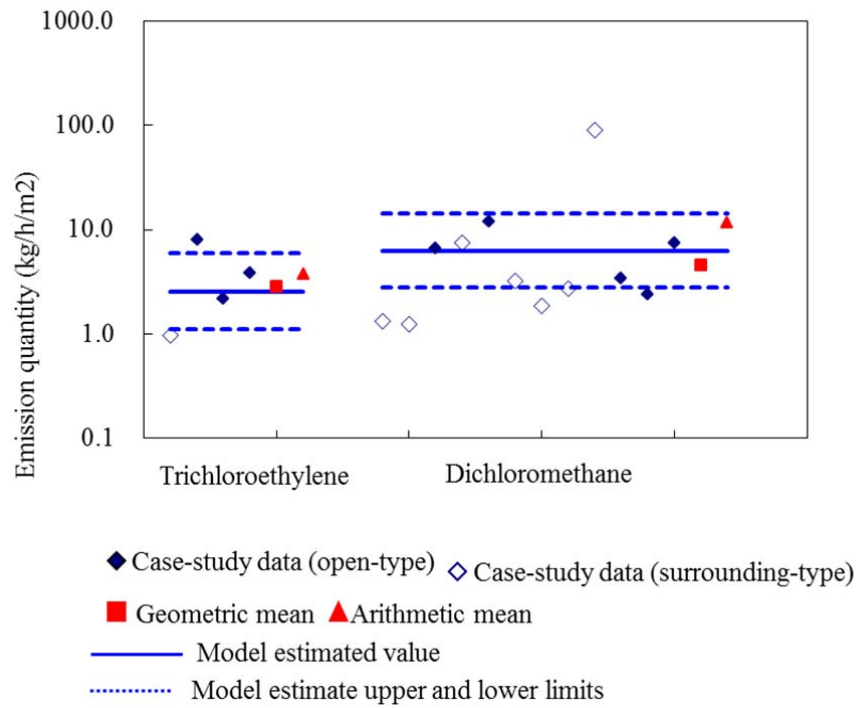 1000.0
100.0
10.0
1.0
0.1
Emission quantity (kg/h/m2)
Trichloroethylene
Dichloromethane
Case-study data (open-type)
Case-study data (surrounding-type)
Geometric mean
Arithmetic mean
Model estimated value
Model estimate upper and lower limits